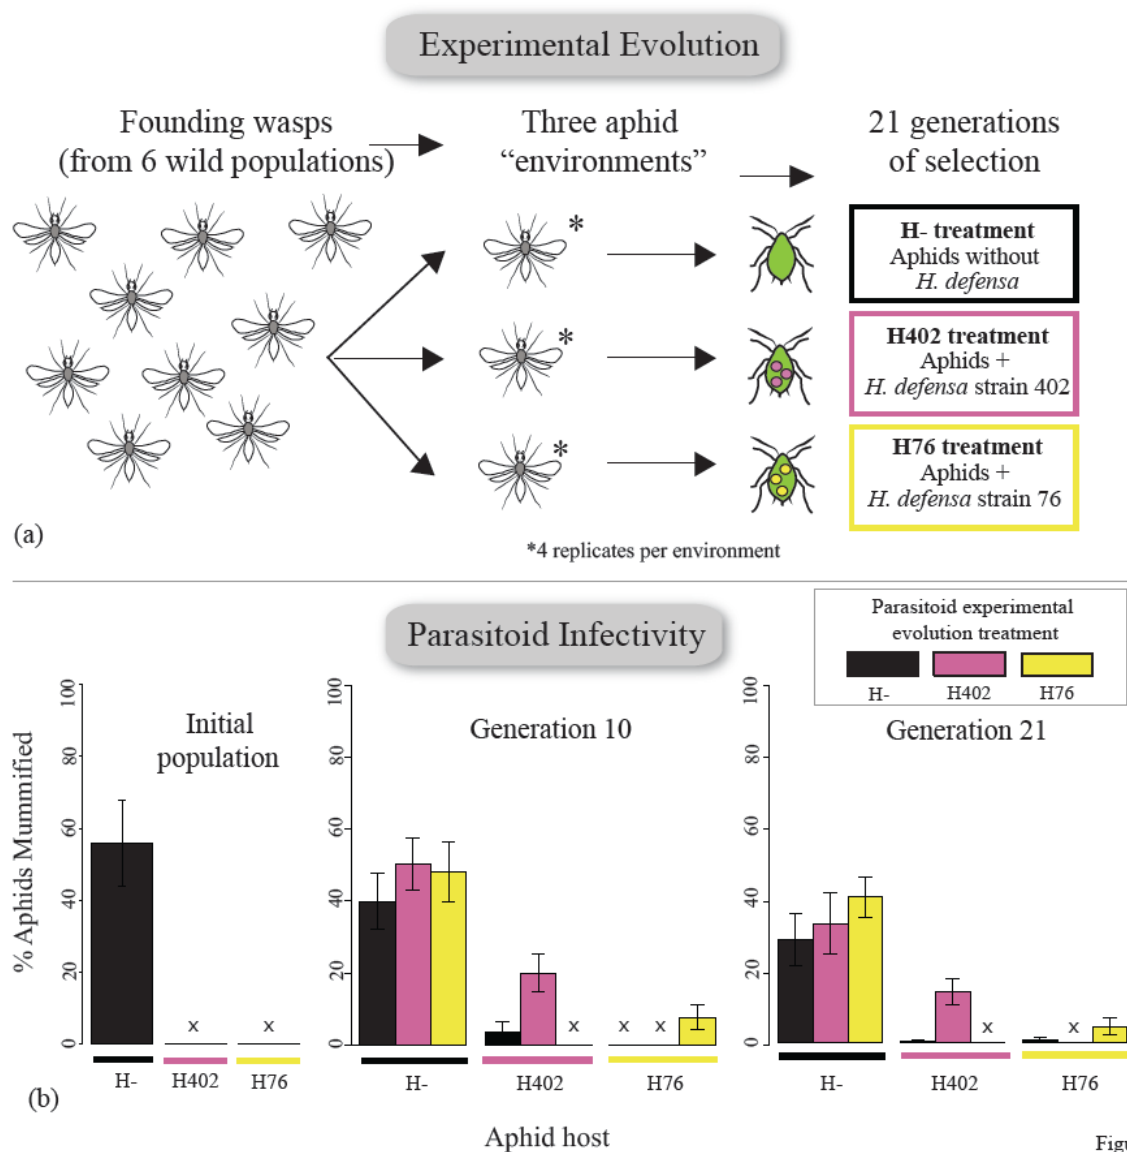 Experimental Evolution
Founding wasps
(from 6 wild populations)
Three aphid
“environments”
21 generations
of selection
*
*
*
H- treatment
Aphids without
H. defensa
H402 treatment
Aphids +
H. defensa strain 402
H76 treatment
Aphids +
H. defensa strain 76
(a)
*4 replicates per environment
Parasitoid Infectivity
Parasitoid experimental
evolution treatment
H-
H402
H76
% Aphids Mummified
100
80
60
40
20
0
Initial
population
x
x
H-
H402
H76
100
80
60
40
20
0
Generation 10
x
x
x
H-
H402
H76
100
80
60
40
20
0
Generation 21
x
x
H-
H402
H76
(b)
Aphid host
Figu